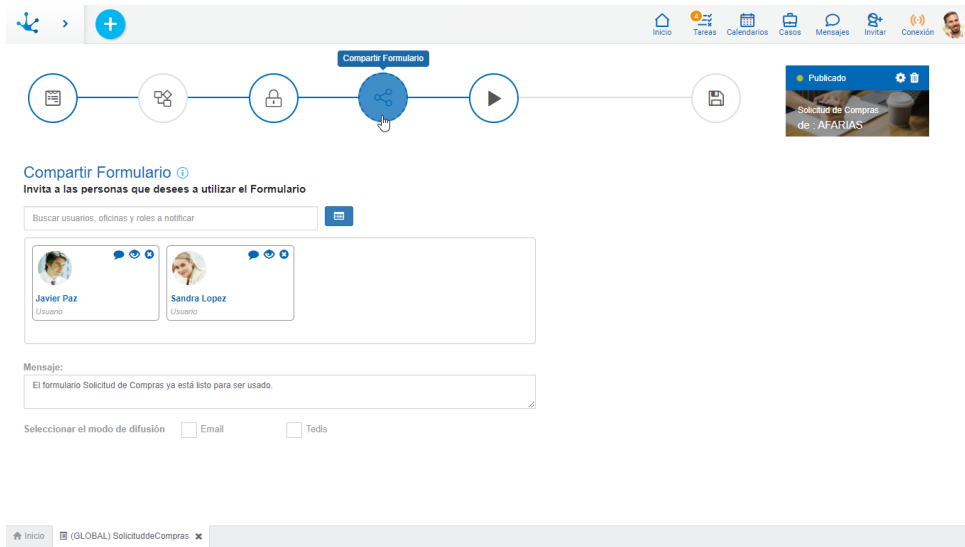 4
Inicio
Tareas
Calendarios
Casos
Mensajes
Invitar
Conexión
Compartir Formulario
Publicado
Solicitud de Compras
de : AFARIAS
Compartir Formulario
Invita a las personas que desees a utilizar el Formulario
Buscar usuarios, oficinas y roles a notificar
Javier Paz
Usuario
Sandra Lopez
Usuario
Mensaje:
El formulario Solicitud de Compras ya está listo para ser usado.
Seleccionar el modo de difusión
Email
Tedis
Inicio
(GLOBAL) SolicituddeCompras